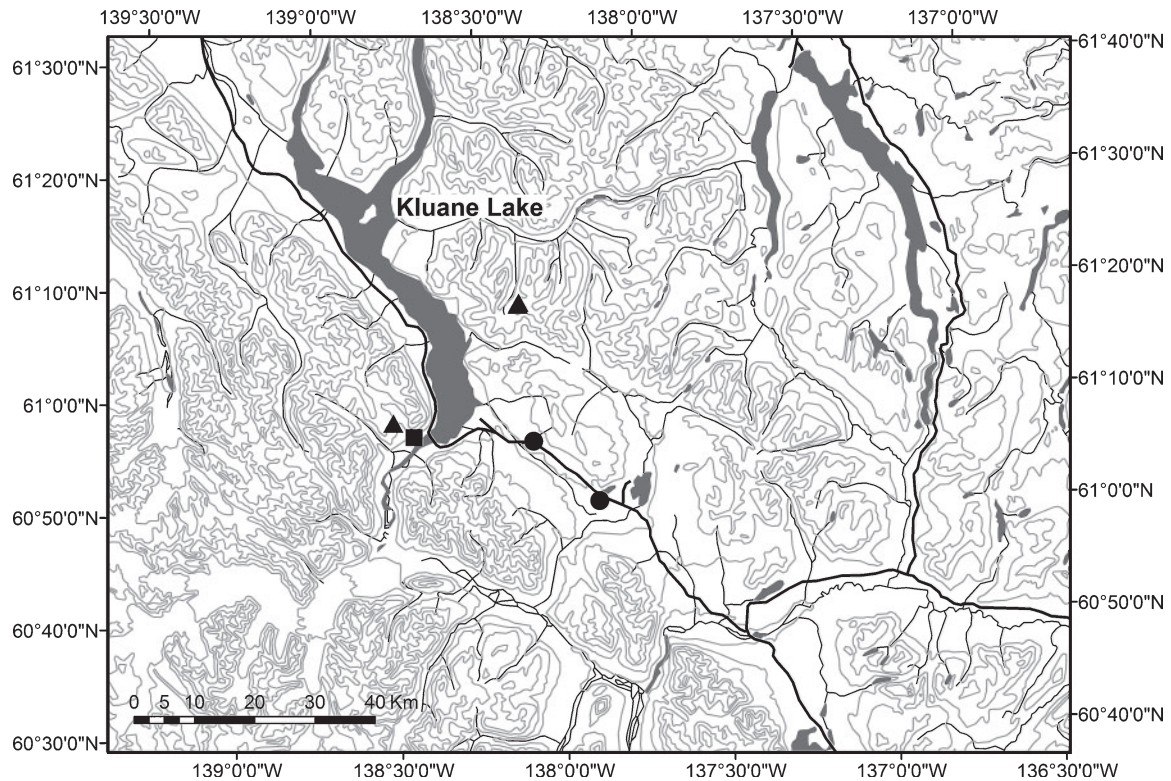 139°30'0"W 139°0'0"W 138°30'0"W 138°0'0"W 137°30'0"W 137°0'0"W
61°40'0"N
61°30'0"N
61°30'0"N
61°20'0"N
Kluane Lake
61°20'0"N
61°10'0"N
61°10'0"N
61°0'0"N
61°0'0"N
60°50'0"N
60°50'0"N
60°40'0"N
0 5 10 20 30 40 Km
60°40'0"N
60°30'0"N
139°0'0"W 138°30'0"W 138°0'0"W 137°30'0"W 137°0'0"W 136°30'0"W